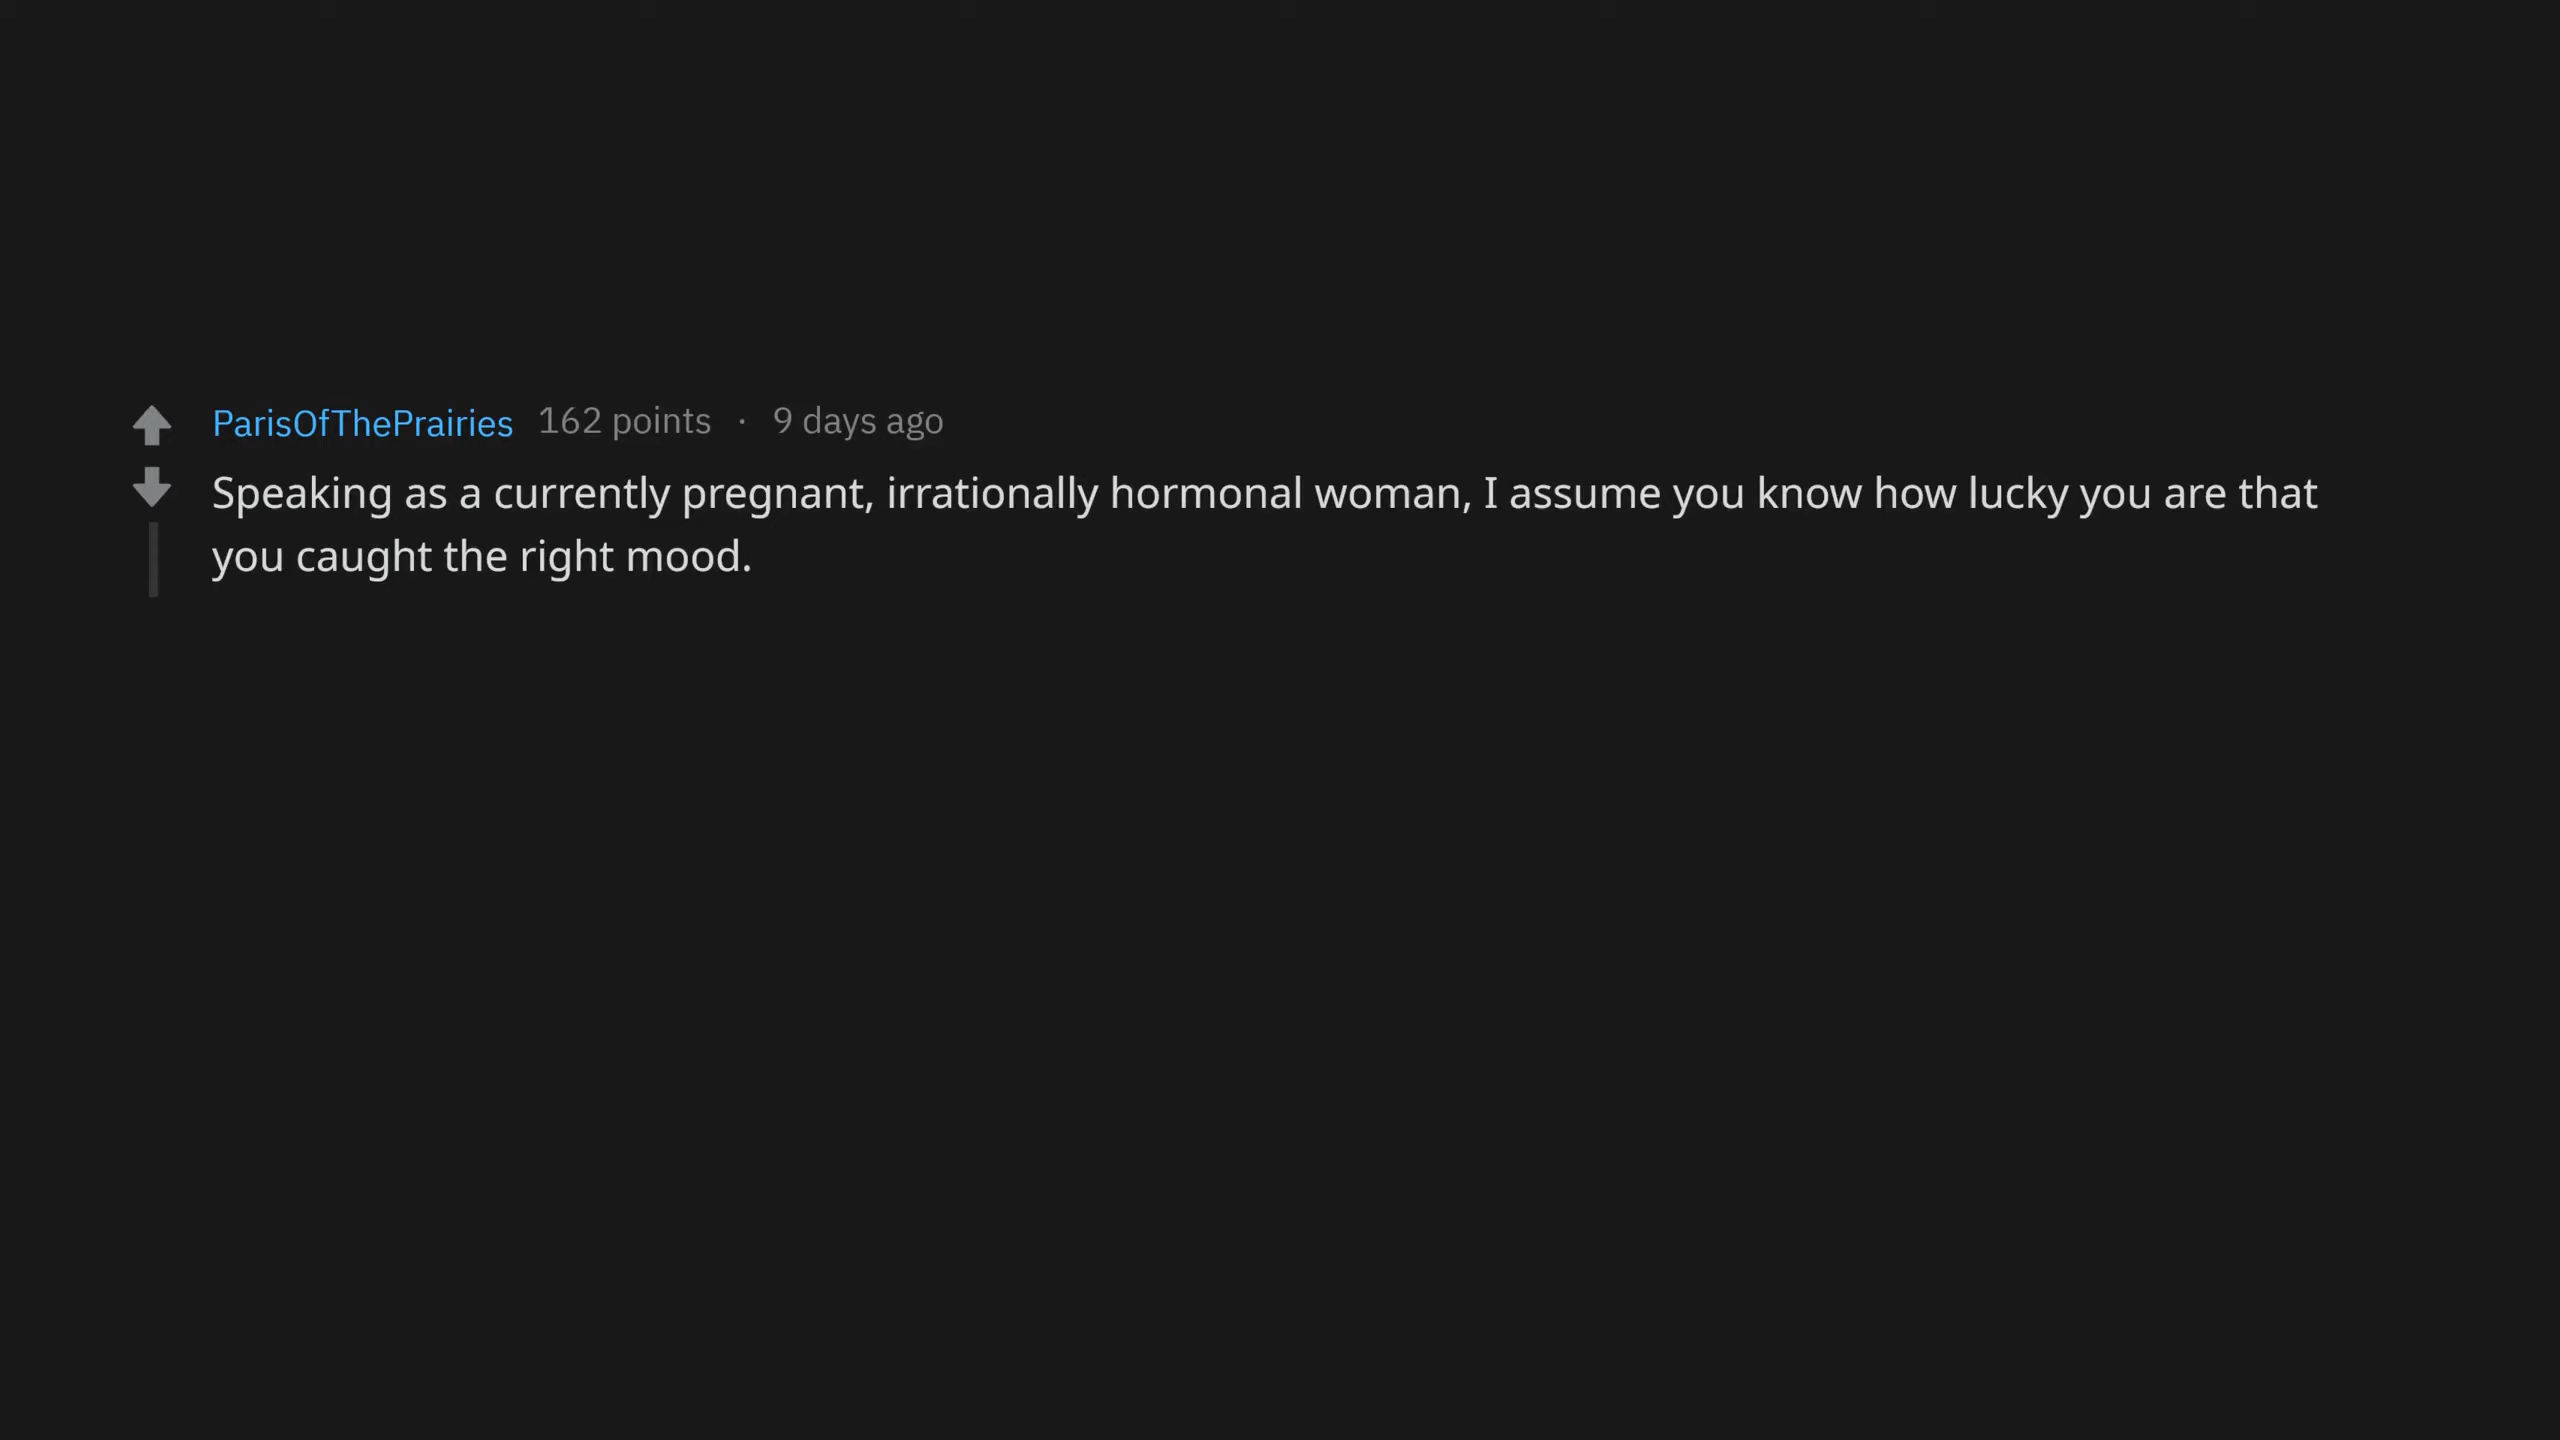 ParisOfThePrairies 162 points · 9 days ago
Speaking as a currently pregnant, irrationally hormonal woman, I assume you know how lucky you are that
you caught the right mood.